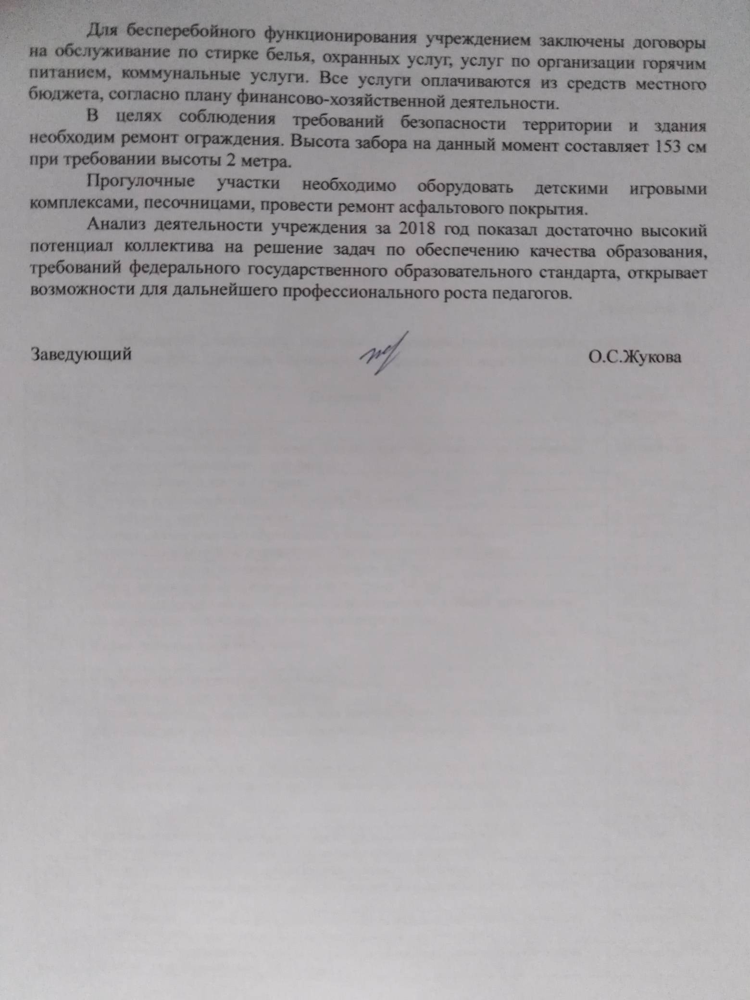 Для бесперебойного функционирования учреждением заключены договоры
на обслуживание по стирке белья, охранных услуг, услуг по организации горячим
питанием, коммунальные услуги. Все услуги оплачиваются из средств местного
бюджета, согласно плану финансово-хозяйственной деятельности.
В целях соблюдения требований безопасности территории и здания
необходим ремонт ограждения. Высота забора на данный момент составляет 153 см
при требовании высоты 2 метра.
Прогулочные участки необходимо оборудовать детскими игровыми
комплексами, песочницами, провести ремонт асфальтового покрытия.
Анализ деятельности учреждения за 2018 год показал достаточно высокий
потенциал коллектива на решение задач по обеспечению качества образования,
требований федерального государственного образовательного стандарта, открывает
возможности для дальнейшего профессионального роста педагогов.
Заведующий О.С.Жукова